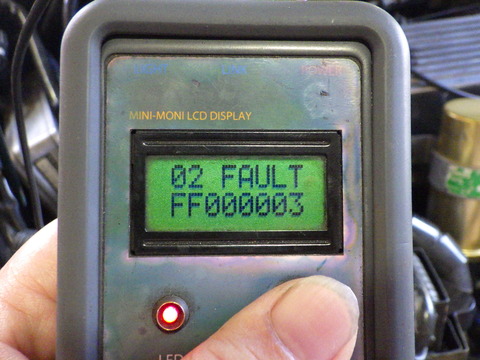 MINI-MONI LCD DISPLAY
02 FAULT
FF000003